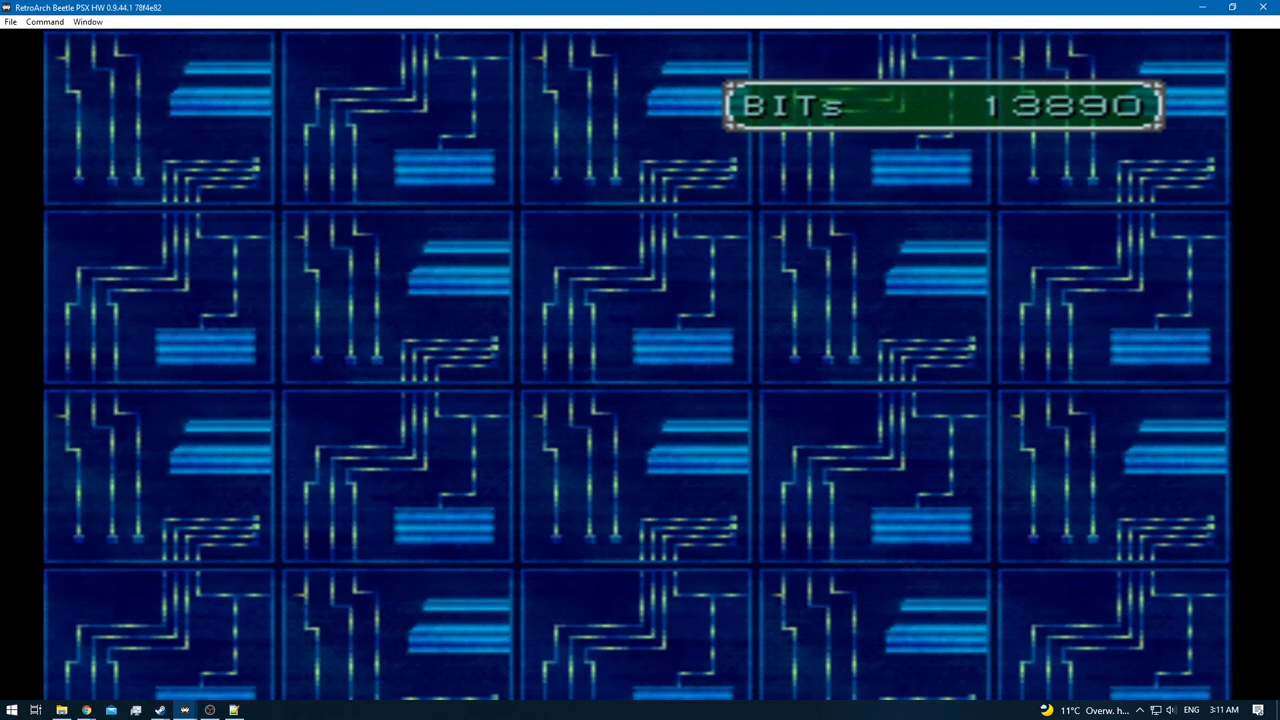 RetroArch Beetle PSX HW 0.9.44.1 78f4e82
File Command Window
BITs 13890
11°C Overw. h... ENG 3:11 AM